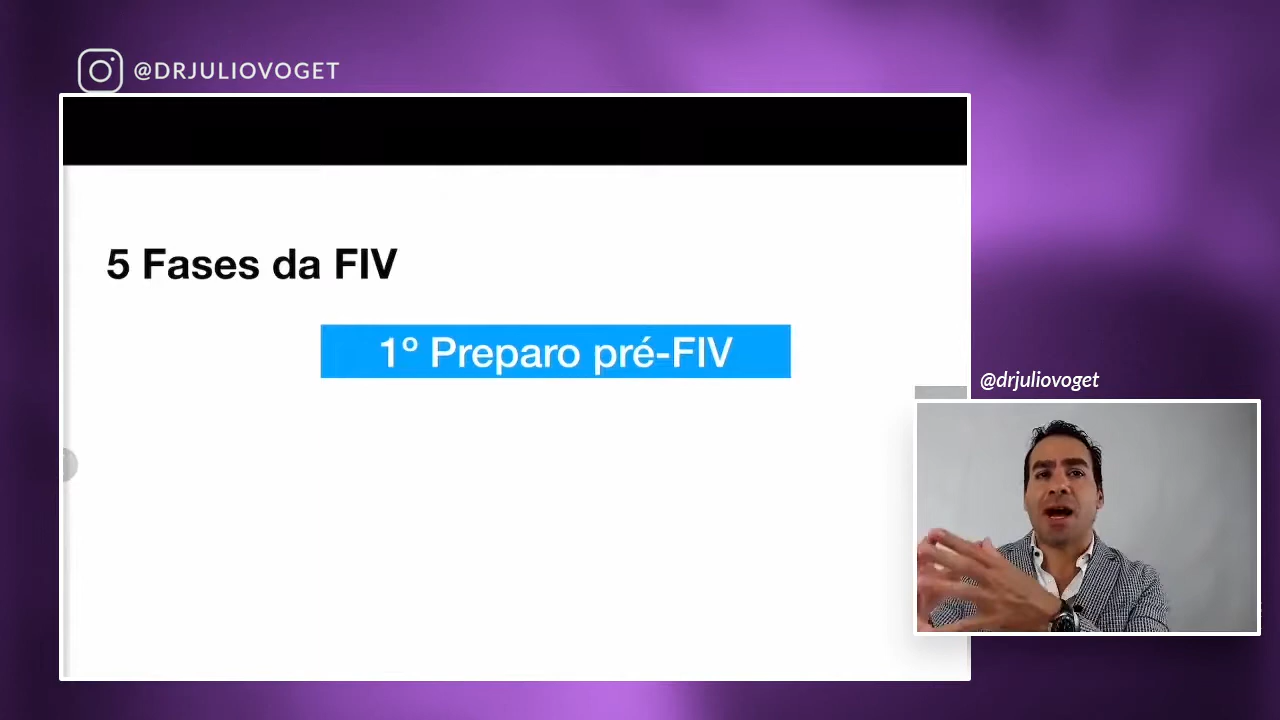 @DRJULIOVOGET
5 Fases da FIV
1º Preparo pré-FIV
@drjuliovoget